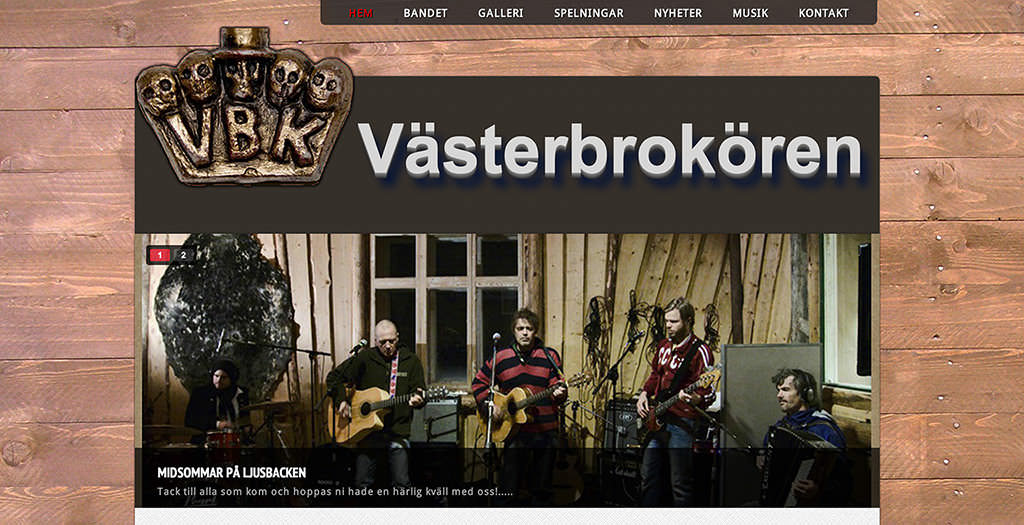 HEM BANDET GALLERI SPELNINGAR NYHETER MUSIK KONTAKT
VBK
Västerbrokören
1 2
MIDSOMMAR PÅ LJUSBACKEN
Tack till alla som kom och hoppas ni hade en härlig kväll med oss!.....